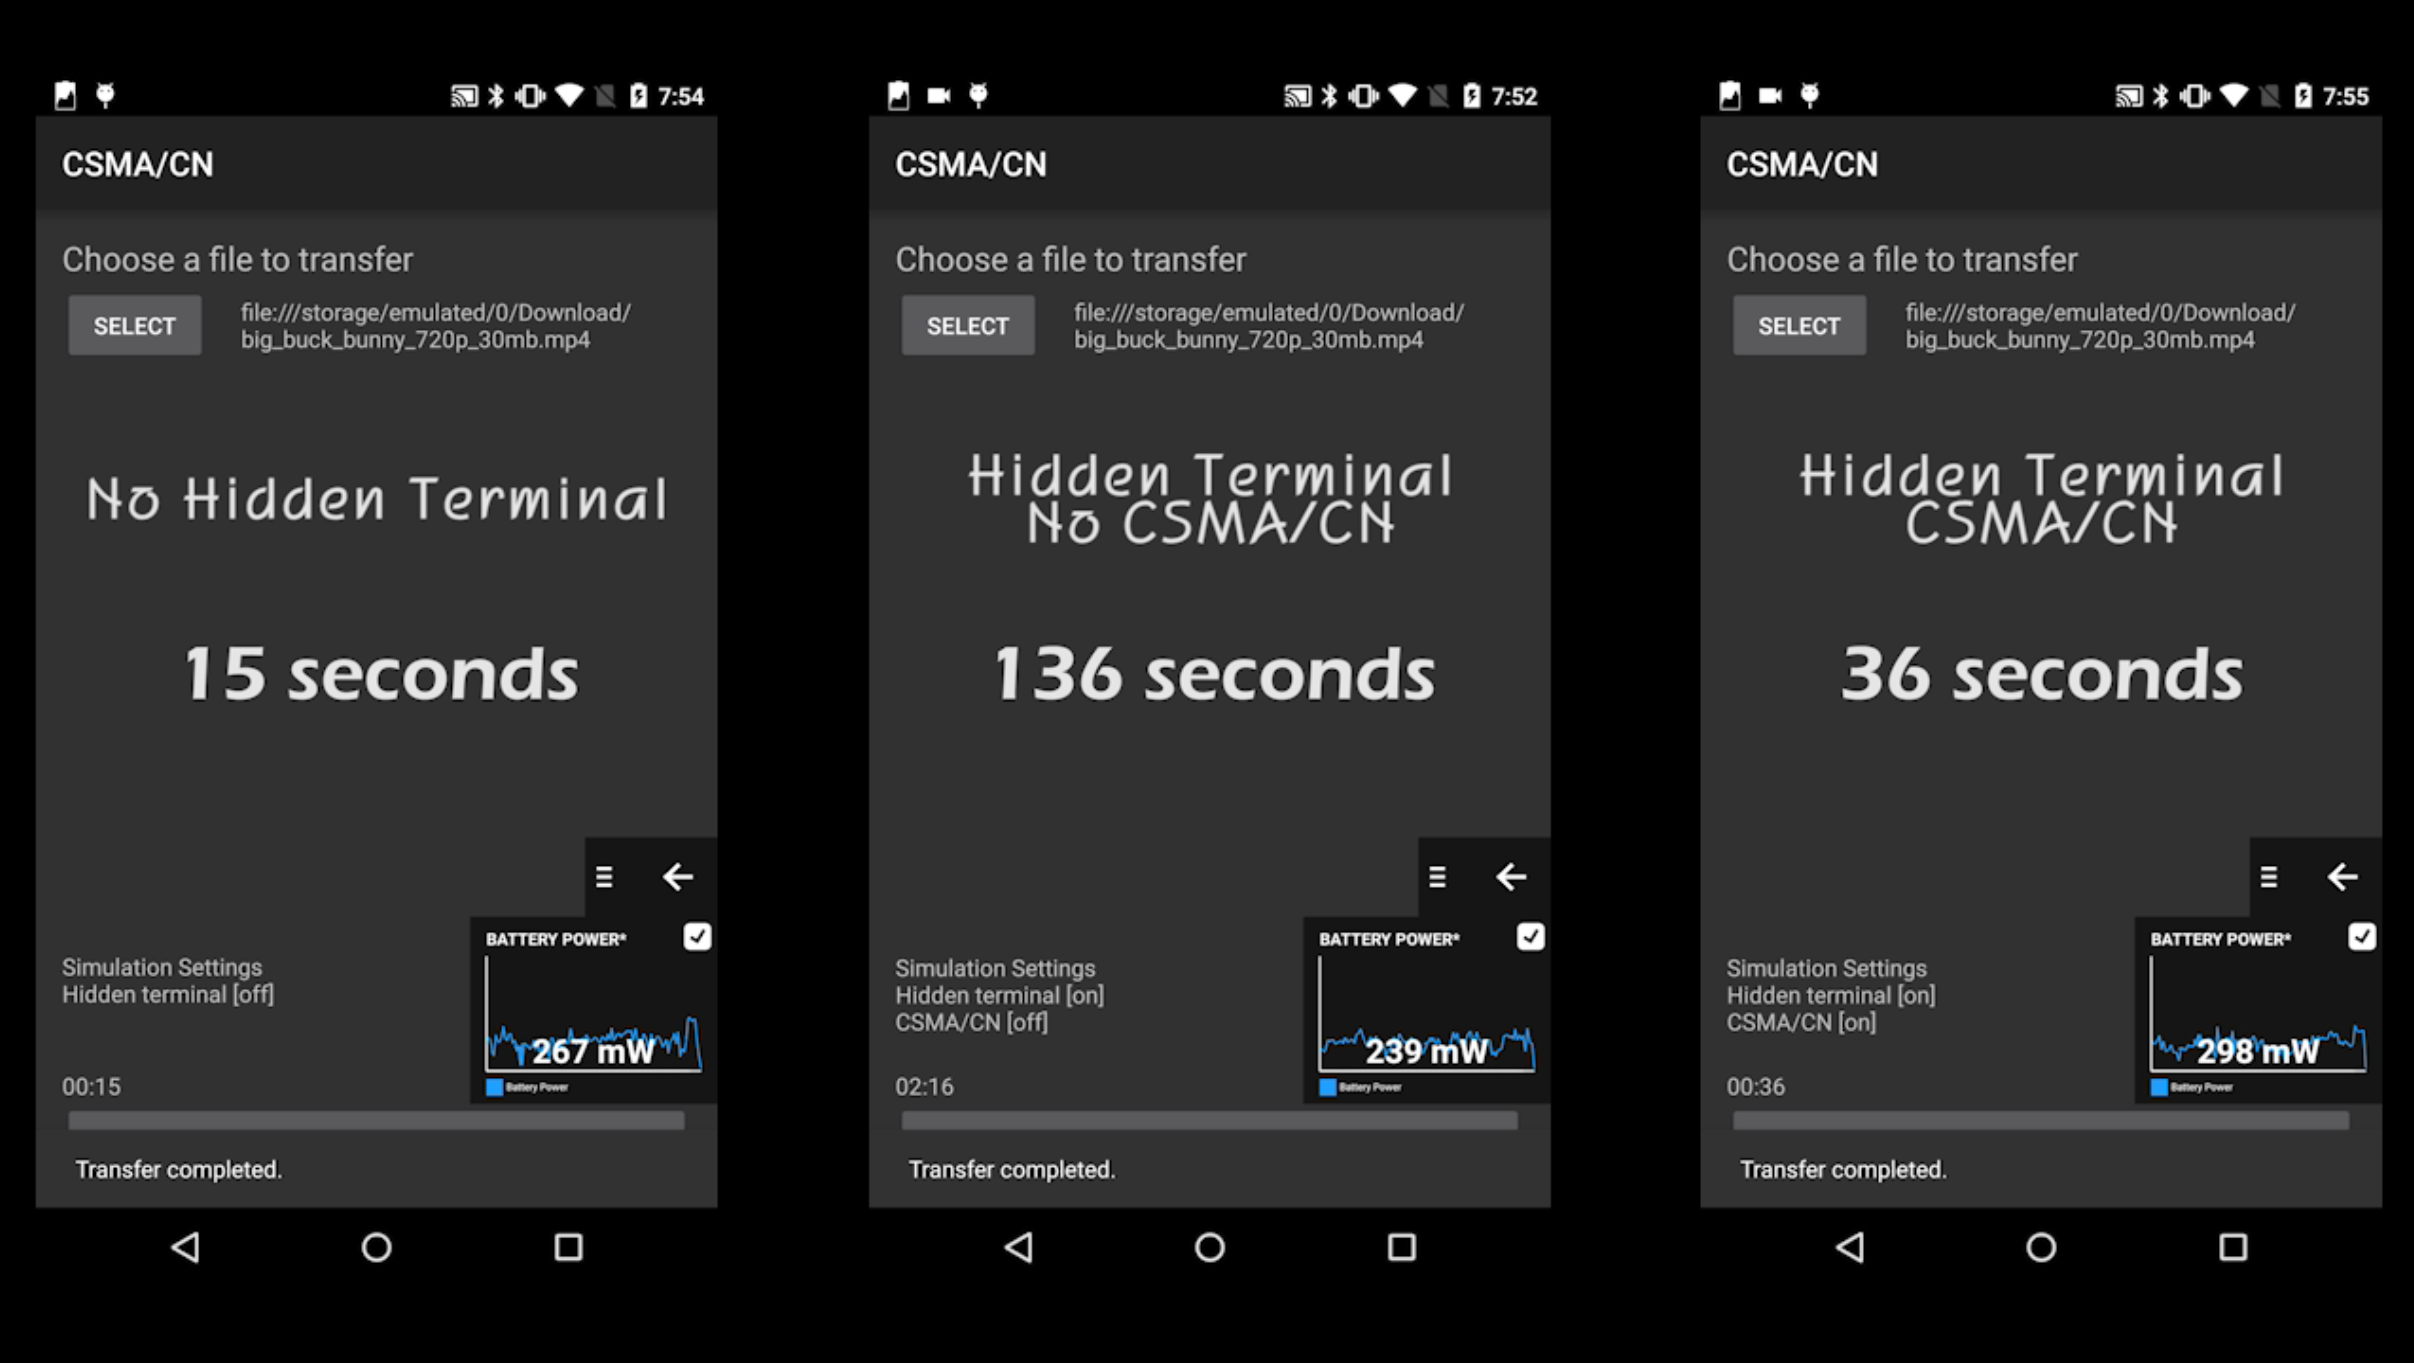 7:54
CSMA/CN
Choose a file to transfer
SELECT
file:///storage/emulated/0/Download/
big_buck_bunny_720p_30mb.mp4
No Hidden Terminal
15 seconds
BATTERY POWER*
Simulation Settings
Hidden terminal [off]
267 mW
Battery Power
00:15
Transfer completed.
7:52
CSMA/CN
Choose a file to transfer
SELECT
file:///storage/emulated/0/Download/
big_buck_bunny_720p_30mb.mp4
Hidden Terminal
No CSMA/CN
136 seconds
BATTERY POWER*
Simulation Settings
Hidden terminal [on]
CSMA/CN [off]
239 mW
Battery Power
02:16
Transfer completed.
7:55
CSMA/CN
Choose a file to transfer
SELECT
file:///storage/emulated/0/Download/
big_buck_bunny_720p_30mb.mp4
Hidden Terminal
CSMA/CN
36 seconds
BATTERY POWER*
Simulation Settings
Hidden terminal [on]
CSMA/CN [on]
298 mW
Battery Power
00:36
Transfer completed.